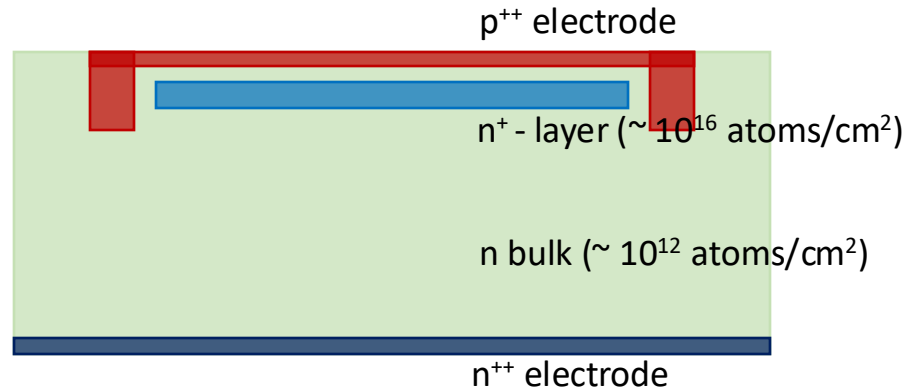 p⁺⁺ electrode
n⁺ - layer (~ 10¹⁶ atoms/cm²)
n bulk (~ 10¹² atoms/cm²)
n⁺⁺ electrode